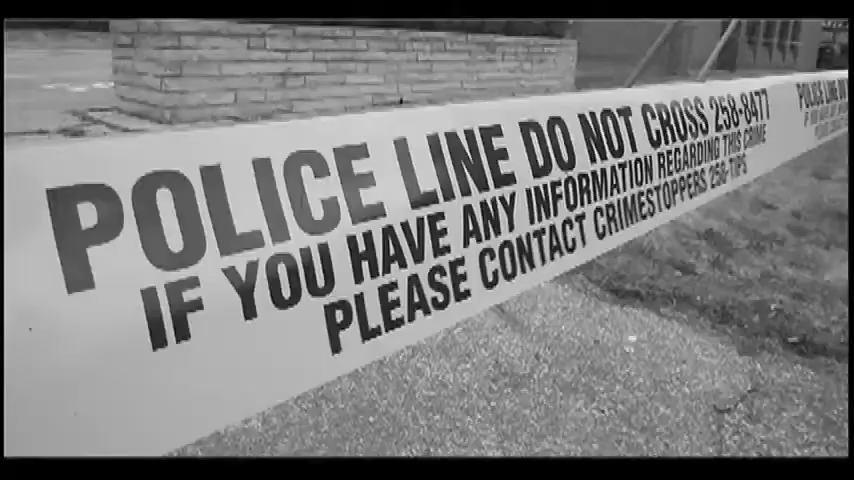 POLICE LINE DO NOT CROSS 258-8477
IF YOU HAVE ANY INFORMATION REGARDING THIS CRIME
PLEASE CONTACT CRIMESTOPPERS 258-TIPS
POLICE LINE